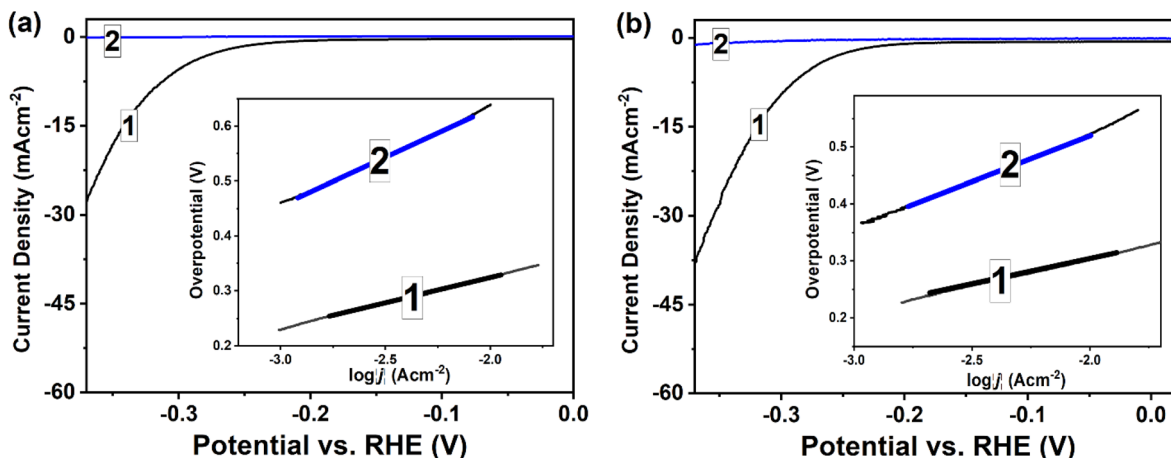 (a)
0
-15
-30
-45
-60
Current Density (mAcm-2)
2
1
0.6
0.5
0.4
0.3
0.2
Overpotential (V)
2
1
-3.0 -2.5 -2.0
log|j| (Acm-2)
-0.3 -0.2 -0.1 0.0
Potential vs. RHE (V)
(b)
0
-15
-30
-45
-60
Current Density (mAcm-2)
2
1
0.5
0.4
0.3
0.2
Overpotential (V)
2
1
-3.0 -2.5 -2.0
log|j| (Acm-2)
-0.3 -0.2 -0.1 0.0
Potential vs. RHE (V)